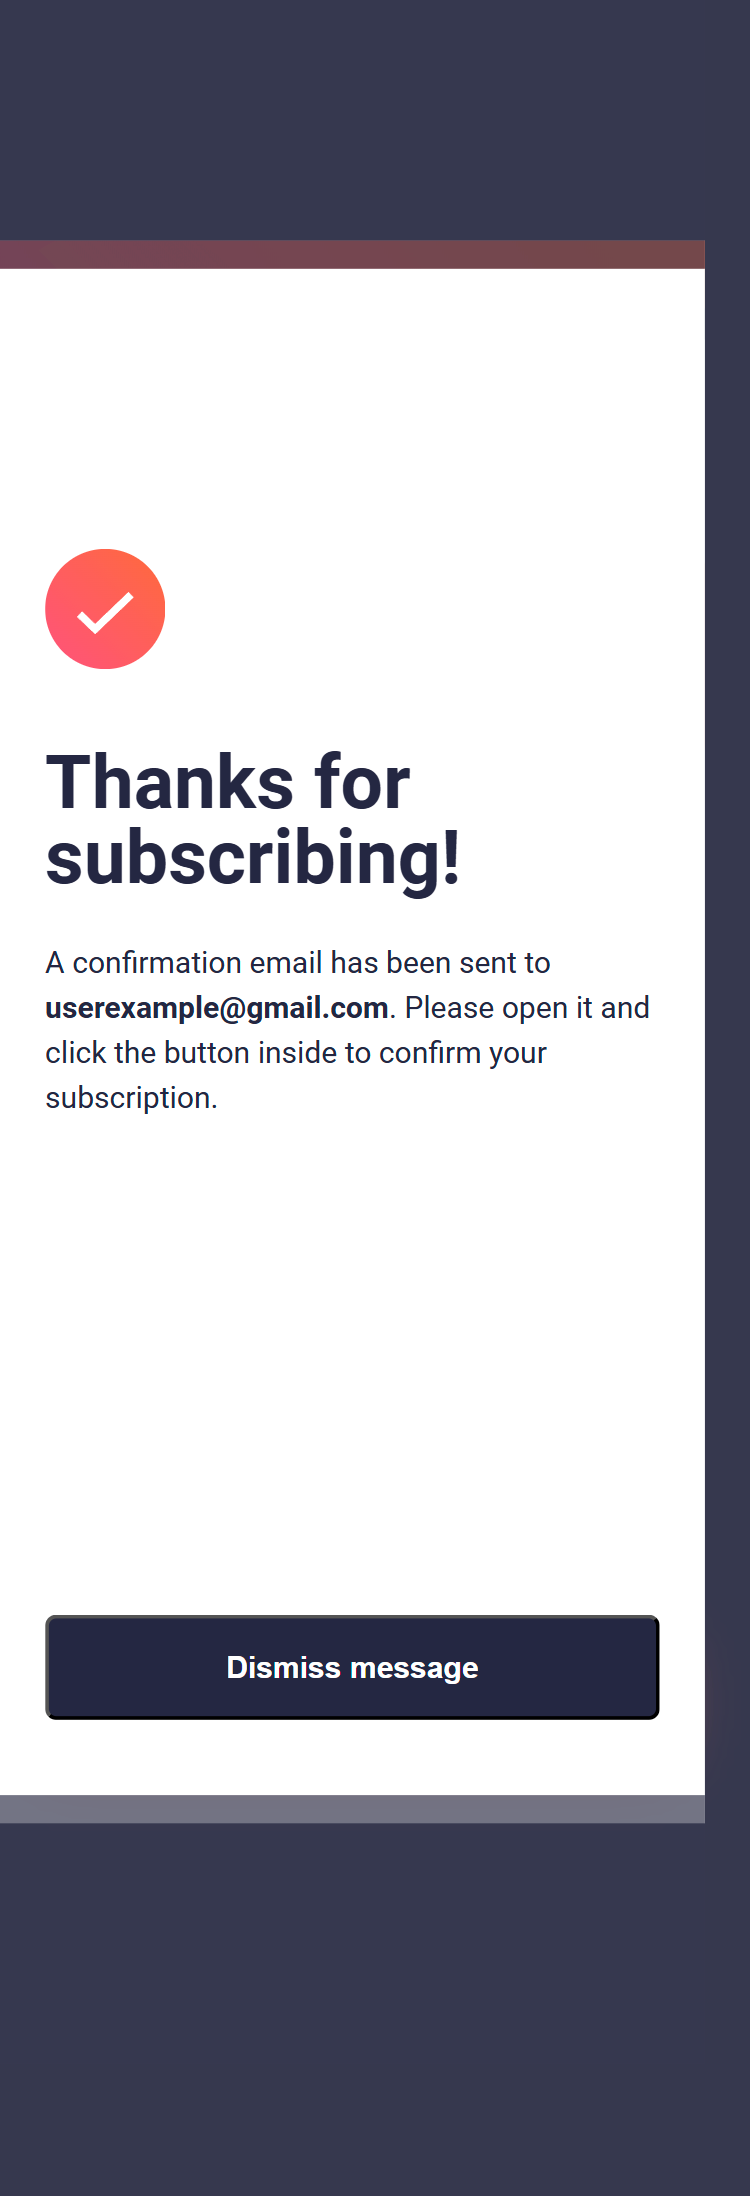 Thanks for
subscribing!
A confirmation email has been sent to
userexample@gmail.com. Please open it and
click the button inside to confirm your
subscription.
Dismiss message